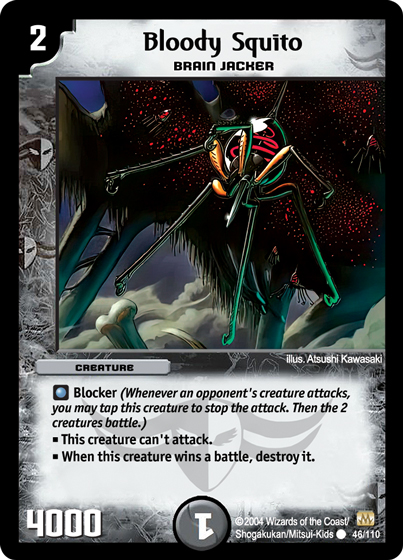 2
Bloody Squito
BRAIN JACKER
illus. Atsushi Kawasaki
CREATURE
Blocker (Whenever an opponent's creature attacks,
you may tap this creature to stop the attack. Then the 2
creatures battle.)
▪ This creature can't attack.
▪ When this creature wins a battle, destroy it.
4000
1
©2004 Wizards of the Coast/
Shogakukan/Mitsui-Kids ● 46/110